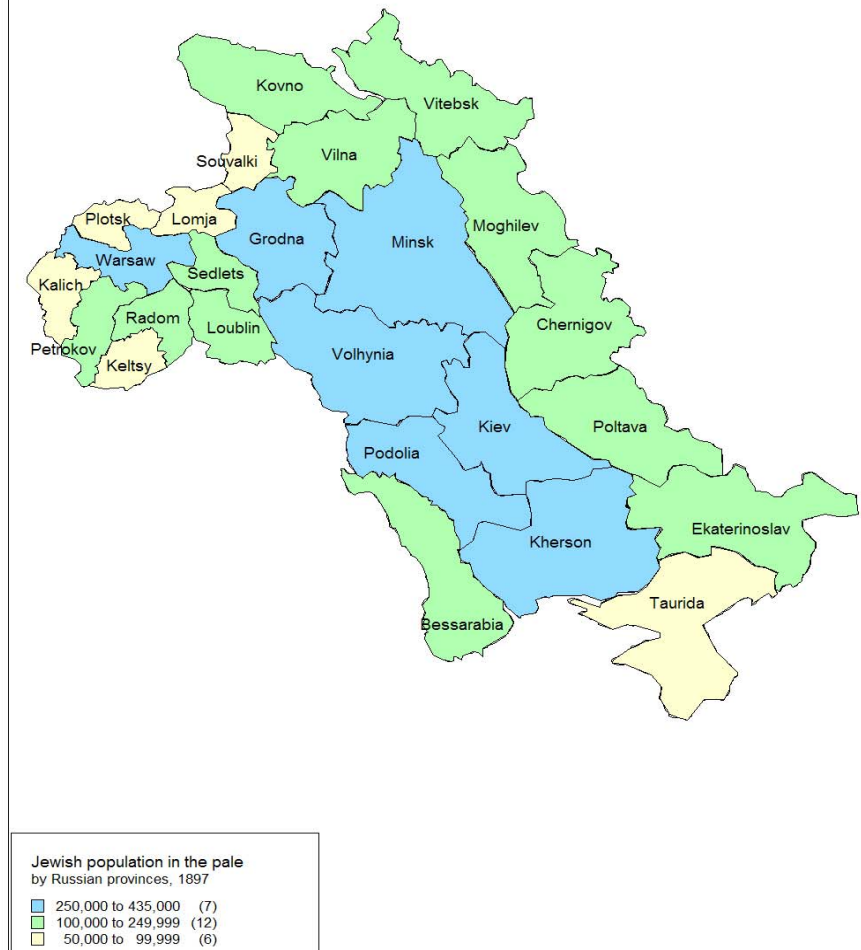 Kovno
Vitebsk
Souvalki
Vilna
Plotsk
Lomja
Moghilev
Grodna
Minsk
Warsaw
Sedlets
Kalich
Radom
Loublin
Chernigov
Petrokov
Keltsy
Volhynia
Kiev
Poltava
Podolia
Ekaterinoslav
Kherson
Taurida
Bessarabia
Jewish population in the pale
by Russian provinces, 1897
250,000 to 435,000 (7)
100,000 to 249,999 (12)
50,000 to 99,999 (6)